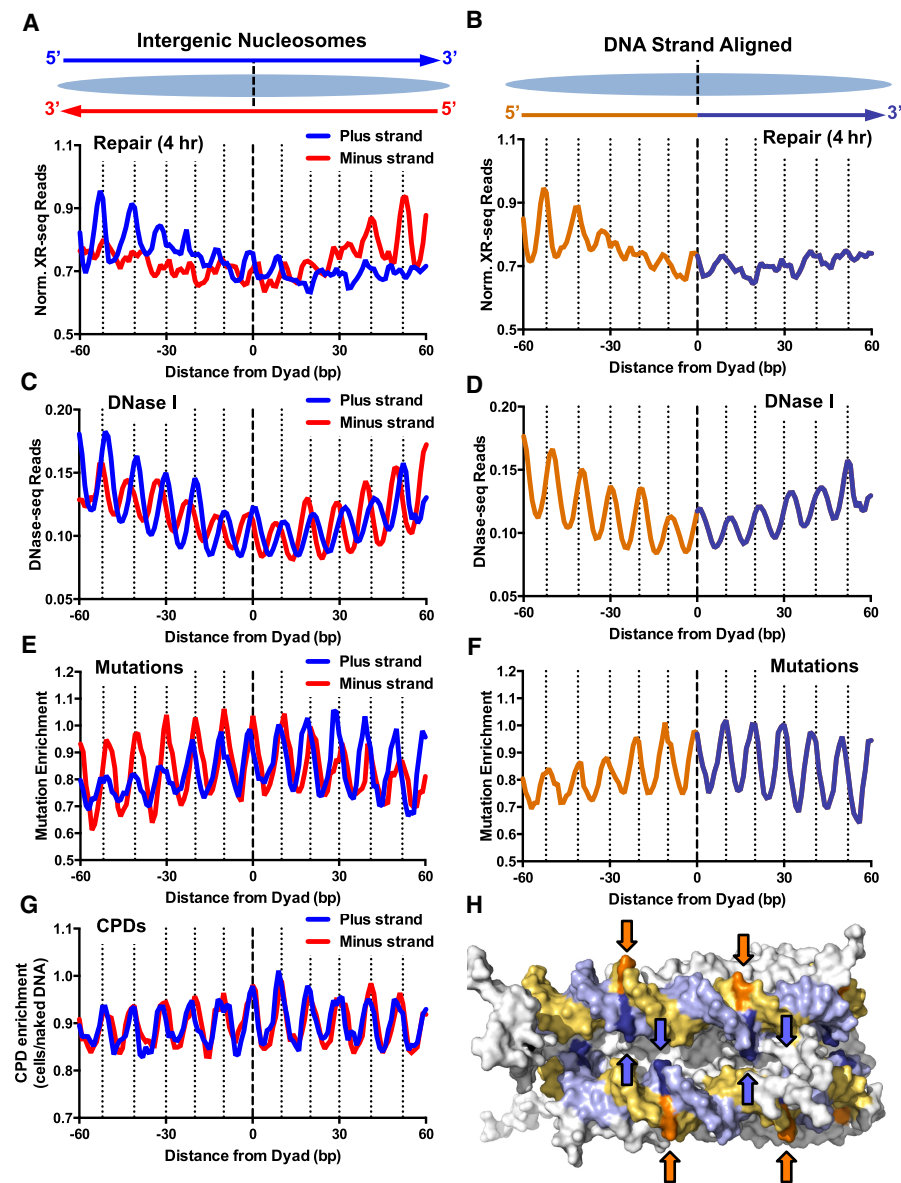 A
Intergenic Nucleosomes
5’ 3’
3’ 5’
Repair (4 hr)
Plus strand
Minus strand
Norm. XR-seq Reads
1.1
0.9
0.7
0.5
-60 -30 0 30 60
Distance from Dyad (bp)
B
DNA Strand Aligned
5’ 3’
Repair (4 hr)
Norm. XR-seq Reads
1.1
0.9
0.7
0.5
-60 -30 0 30 60
Distance from Dyad (bp)
C
DNase I
Plus strand
Minus strand
DNase-seq Reads
0.20
0.15
0.10
0.05
-60 -30 0 30 60
Distance from Dyad (bp)
D
DNase I
DNase-seq Reads
0.20
0.15
0.10
0.05
-60 -30 0 30 60
Distance from Dyad (bp)
E
Mutations
Plus strand
Minus strand
Mutation Enrichment
1.2
1.1
1.0
0.9
0.8
0.7
0.6
0.5
-60 -30 0 30 60
Distance from Dyad (bp)
F
Mutations
Mutation Enrichment
1.2
1.1
1.0
0.9
0.8
0.7
0.6
0.5
-60 -30 0 30 60
Distance from Dyad (bp)
G
CPDs
Plus strand
Minus strand
CPD enrichment
(cells/naked DNA)
1.1
1.0
0.9
0.8
0.7
-60 -30 0 30 60
Distance from Dyad (bp)
H